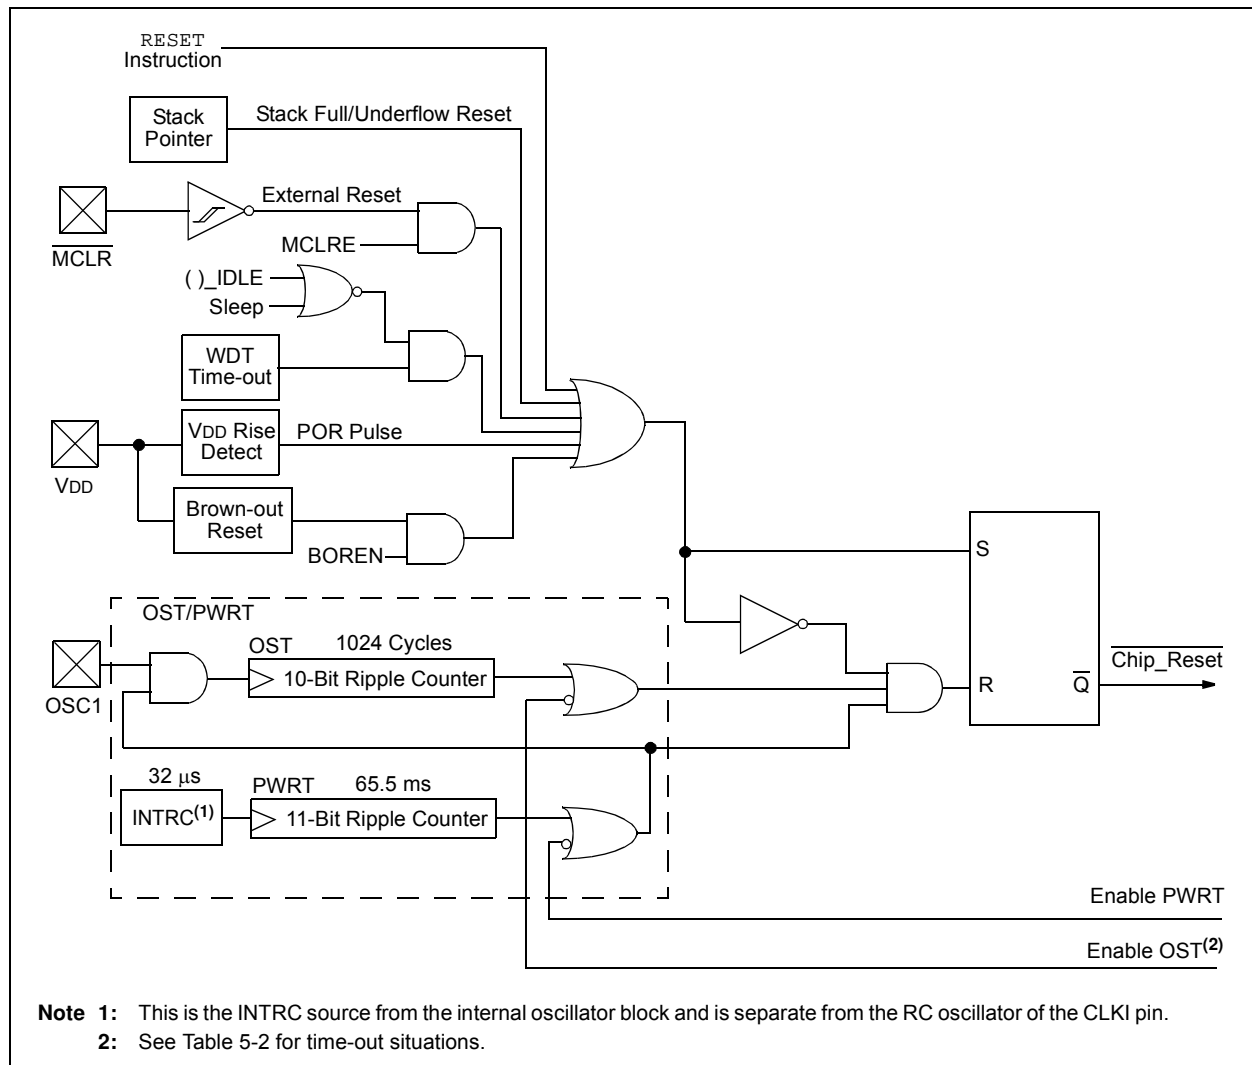 RESET
Instruction
Stack
Pointer
Stack Full/Underflow Reset
External Reset
MCLR
MCLRE
( )_IDLE
Sleep
WDT
Time-out
VDD Rise
Detect
POR Pulse
VDD
Brown-out
Reset
BOREN
S
OST/PWRT
OST
1024 Cycles
10-Bit Ripple Counter
OSC1
R
Q
Chip_Reset
32 μs
INTRC(1)
PWRT
65.5 ms
11-Bit Ripple Counter
Enable PWRT
Enable OST(2)
Note 1: This is the INTRC source from the internal oscillator block and is separate from the RC oscillator of the CLKI pin.
2: See Table 5-2 for time-out situations.